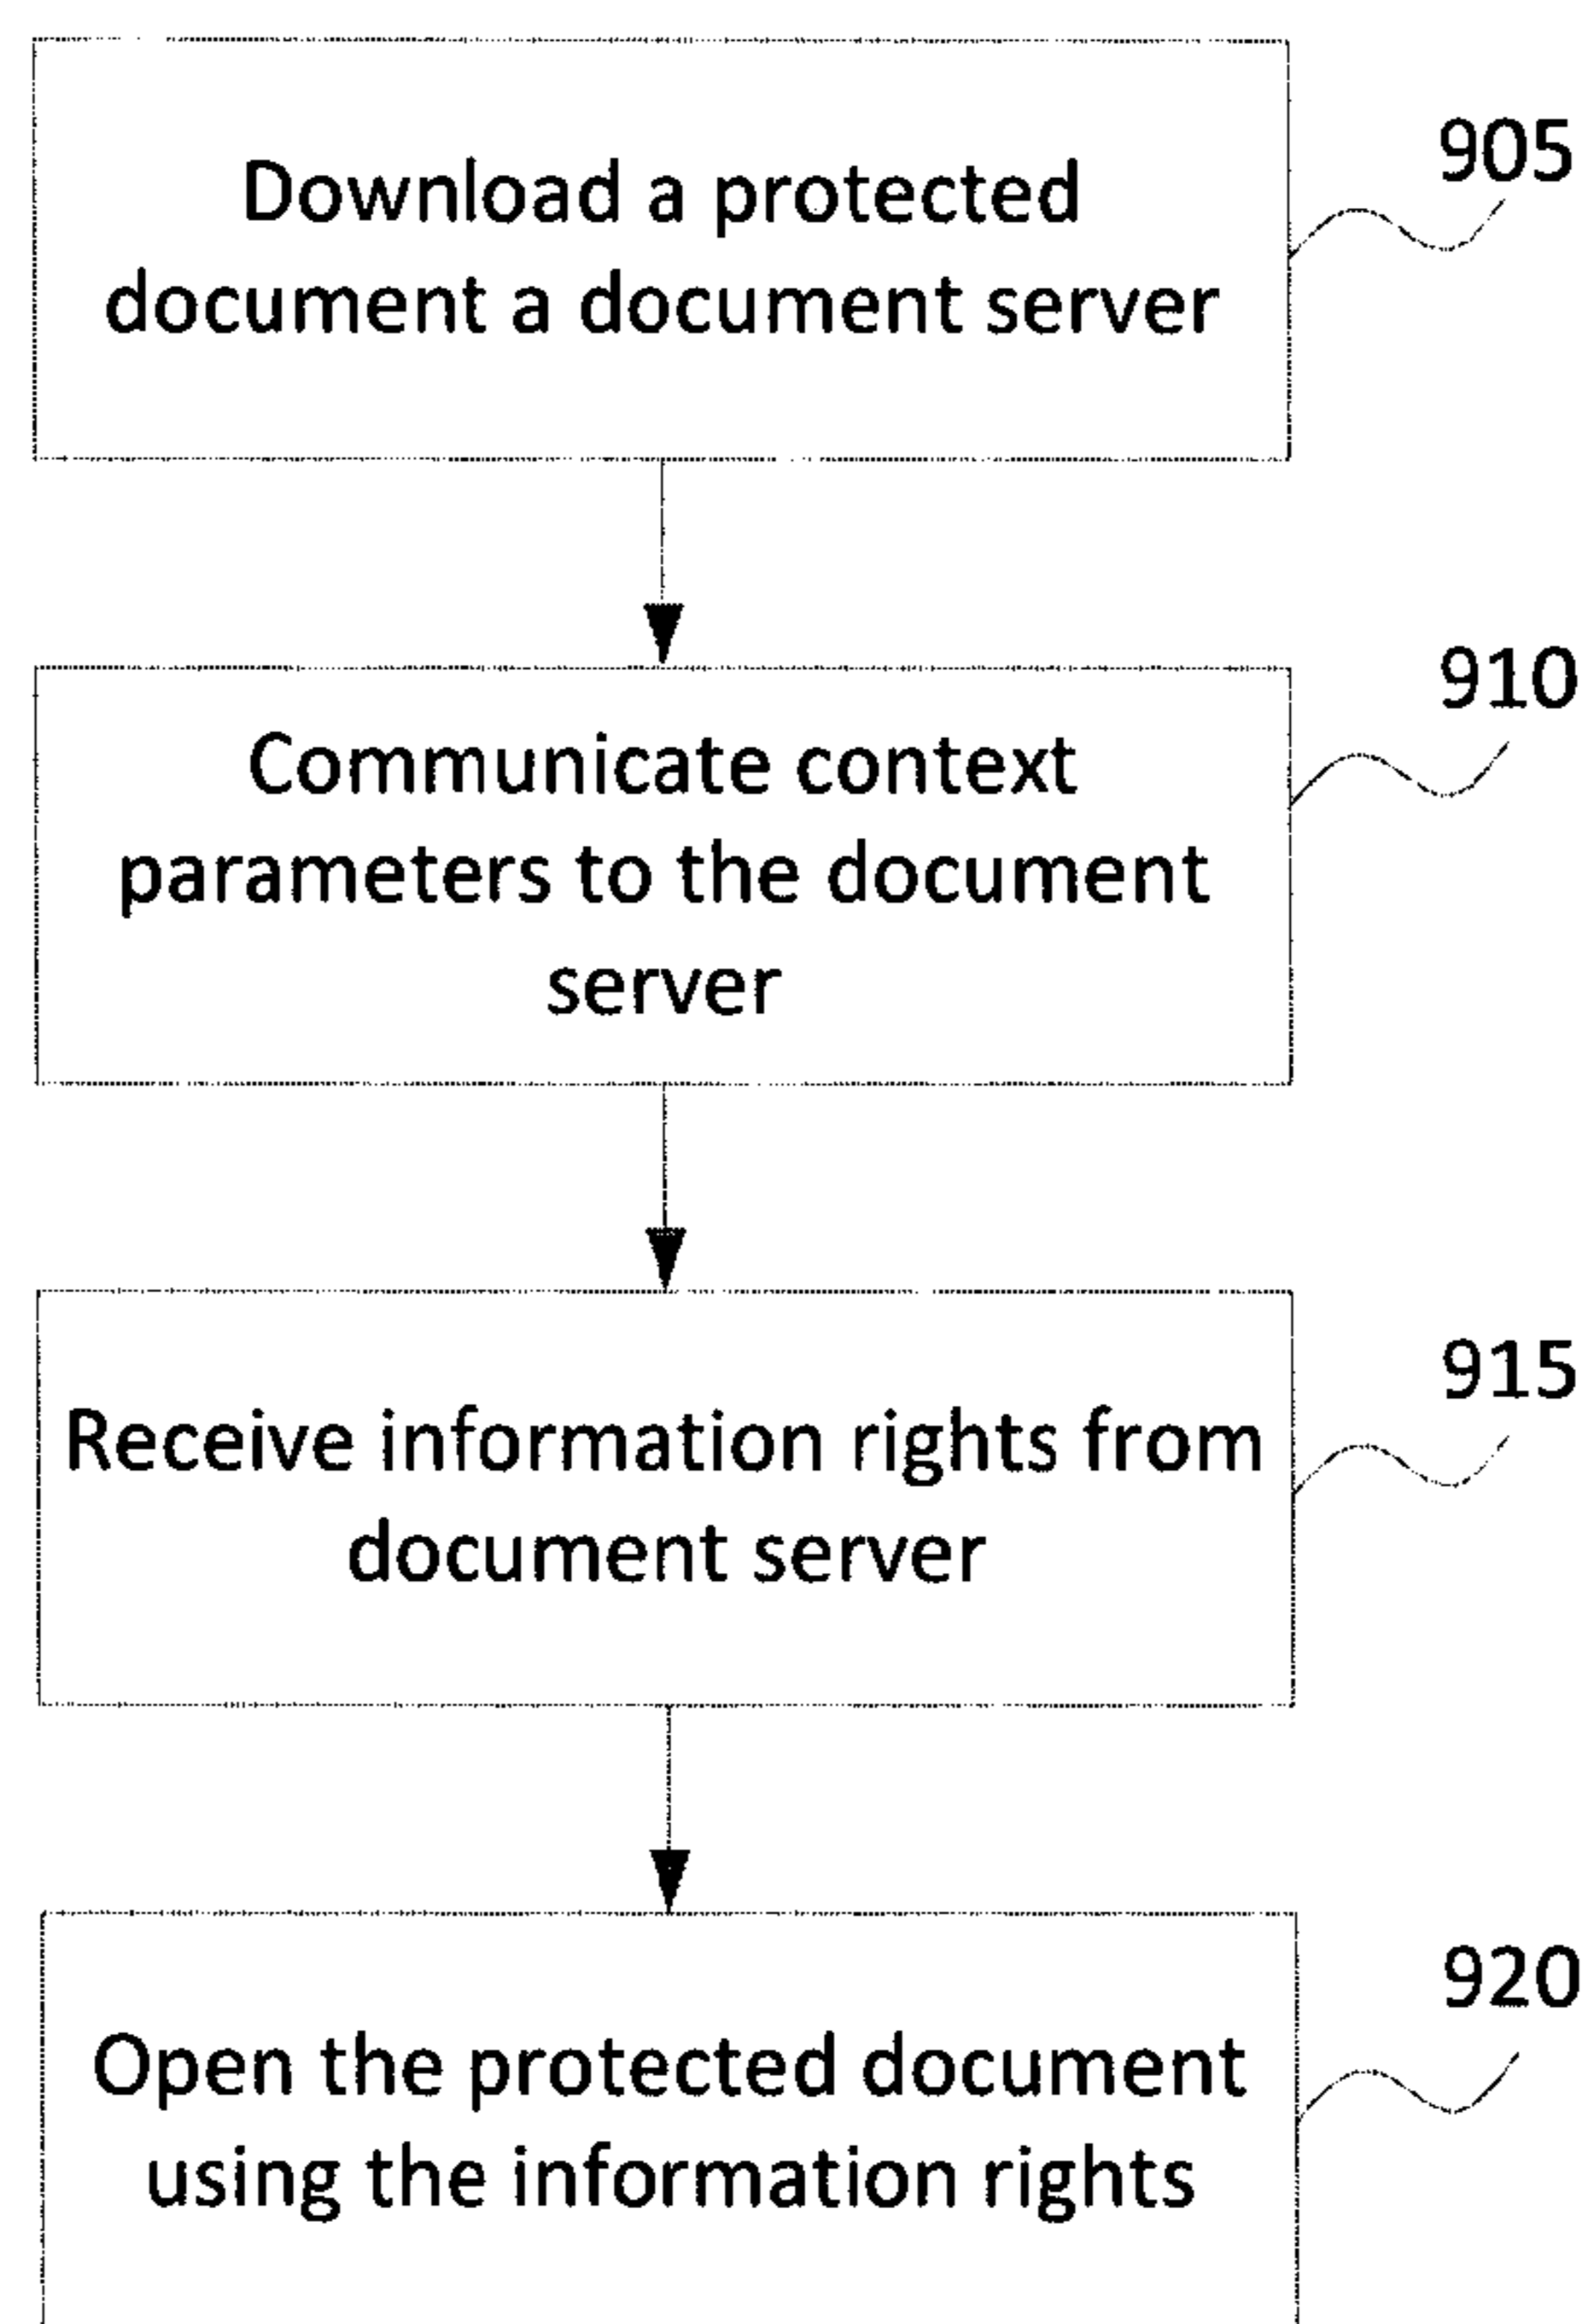 Download a protected
document a document server
905
Communicate context
parameters to the document
server
910
Receive information rights from
document server
915
Open the protected document
using the information rights
920